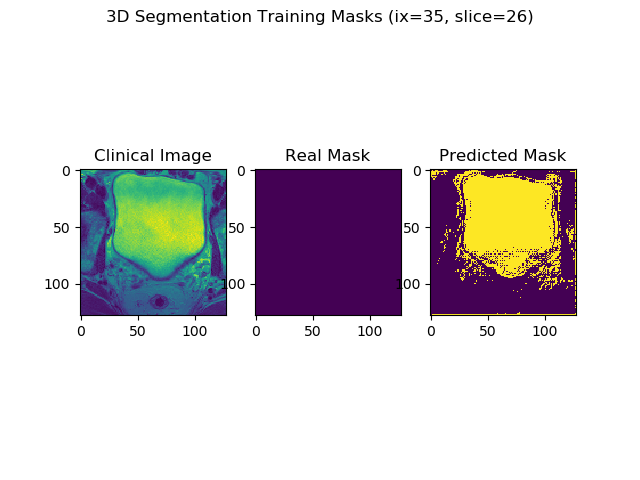 3D Segmentation Training Masks (ix=35, slice=26)
Clinical Image Real Mask Predicted Mask
0 0 0
50 50 50
100 100 100
0 50 100 0 50 100 0 50 100